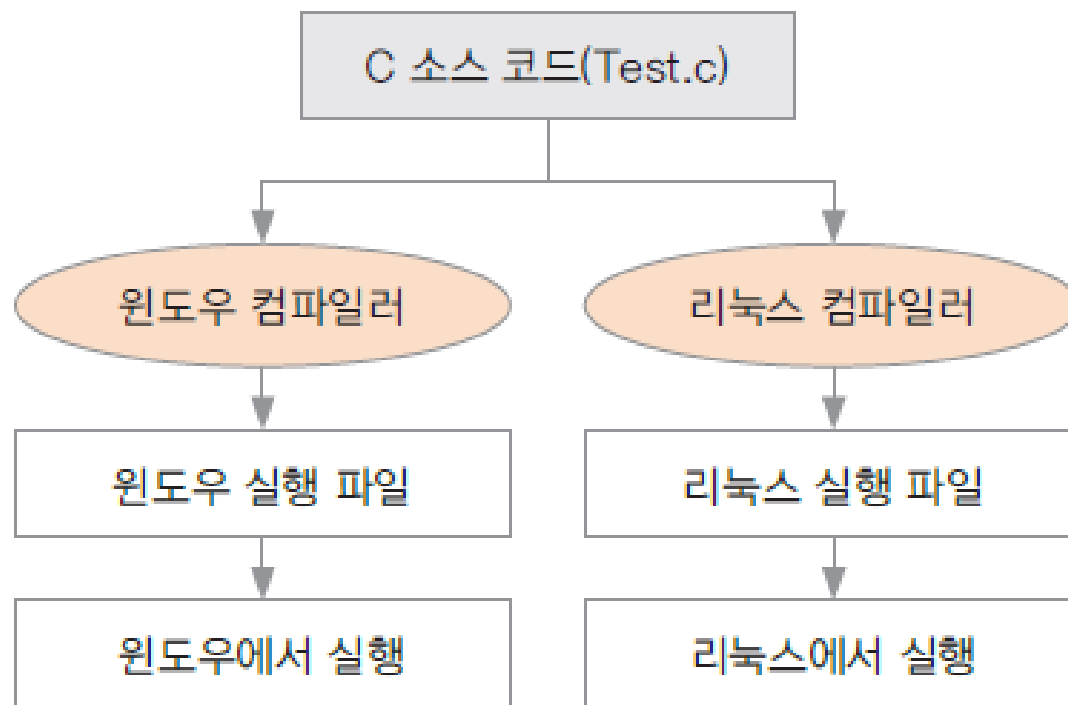 C 소스 코드(Test.c)
윈도우 컴파일러
리눅스 컴파일러
윈도우 실행 파일
리눅스 실행 파일
윈도우에서 실행
리눅스에서 실행